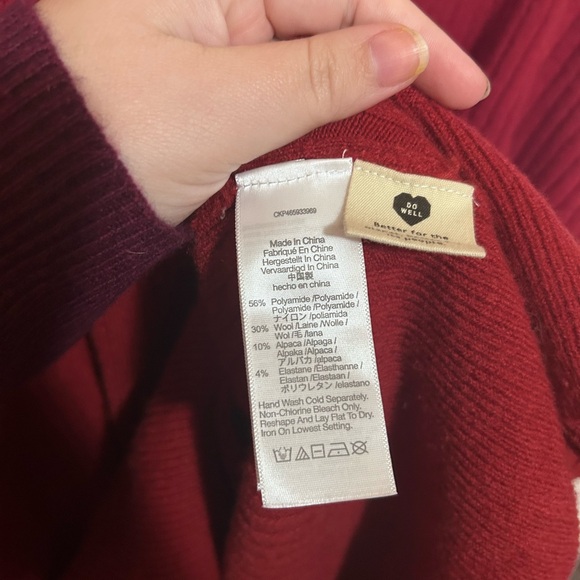 CKP465933969
Made In China
Fabriqué En Chine
Hergestellt In China
Vervaardigd In China
中国製
hecho en china
56% Polyamide /Polyamide /
Polyamide /Polyamide /
ナイロン /poliamida
30% Wool /Laine /Wolle /
Wol /毛 /lana
10% Alpaca /Alpaga /
Alpaka /Alpaca /
アルパカ /alpaca
4% Elastane /Élasthanne /
Elastan /Elastaan /
ポリウレタン /elastano
Hand Wash Cold Separately.
Non-Chlorine Bleach Only.
Reshape And Lay Flat To Dry.
Iron On Lowest Setting.
DO
WELL
Better for the
people